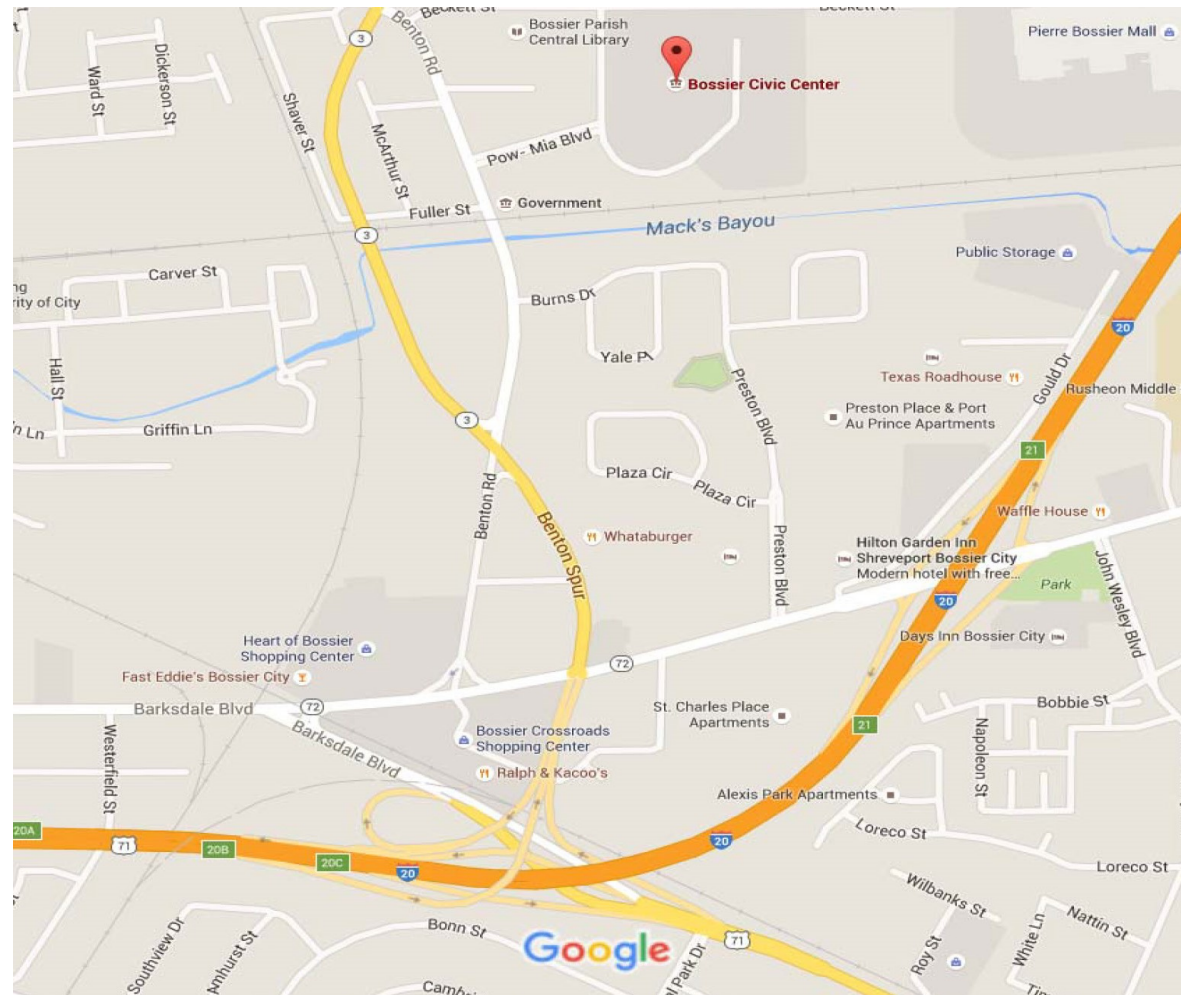 Beckett St
Beckett St
Bossier Parish
Central Library
Pierre Bossier Mall
3
Benton Rd
Dickerson St
Ward St
Bossier Civic Center
Shaver St
McArthur St
Pow- Mia Blvd
Fuller St
Government
3
Mack's Bayou
Public Storage
Carver St
ng
rity of City
Burns Dr
20
Hall St
Yale Pl
Preston Blvd
Texas Roadhouse
Gould Dr
Rusheon Middle
Preston Place & Port
Au Prince Apartments
3
n Ln
Griffin Ln
21
Plaza Cir
Plaza Cir
Benton Rd
Benton Spur
Waffle House
Whataburger
Preston Blvd
Hilton Garden Inn
Shreveport Bossier City
Modern hotel with free...
John Wesley Blvd
Park
20
Heart of Bossier
Shopping Center
Days Inn Bossier City
72
Fast Eddie's Bossier City
Barksdale Blvd
72
St. Charles Place
Apartments
Bobbie St
21
Westerfield St
Barksdale Blvd
Bossier Crossroads
Shopping Center
Napoleon St
Ralph & Kacoo's
Alexis Park Apartments
20A
71
20B
20C
20
20
Loreco St
Loreco St
Wilbanks St
Nattin St
Southview Dr
Amhurst St
Bonn St
Google
71
Park Dr
Roy St
White Ln